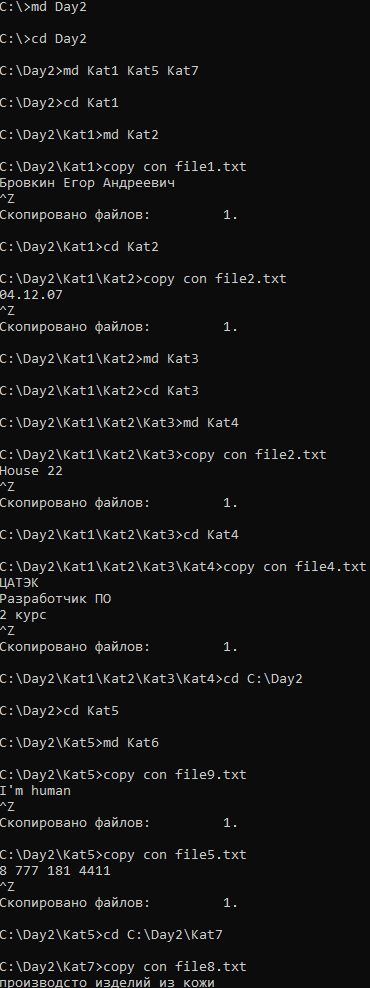 C:\>md Day2
C:\>cd Day2
C:\Day2>md Kat1 Kat5 Kat7
C:\Day2>cd Kat1
C:\Day2\Kat1>md Kat2
C:\Day2\Kat1>copy con file1.txt
Бровкин Егор Андреевич
^Z
Скопировано файлов:         1.
C:\Day2\Kat1>cd Kat2
C:\Day2\Kat1\Kat2>copy con file2.txt
04.12.07
^Z
Скопировано файлов:         1.
C:\Day2\Kat1\Kat2>md Kat3
C:\Day2\Kat1\Kat2>cd Kat3
C:\Day2\Kat1\Kat2\Kat3>md Kat4
C:\Day2\Kat1\Kat2\Kat3>copy con file2.txt
House 22
^Z
Скопировано файлов:         1.
C:\Day2\Kat1\Kat2\Kat3>cd Kat4
C:\Day2\Kat1\Kat2\Kat3\Kat4>copy con file4.txt
ЦАТЭК
Разработчик ПО
2 курс
^Z
Скопировано файлов:         1.
C:\Day2\Kat1\Kat2\Kat3\Kat4>cd C:\Day2
C:\Day2>cd Kat5
C:\Day2\Kat5>md Kat6
C:\Day2\Kat5>copy con file9.txt
I'm human
^Z
Скопировано файлов:         1.
C:\Day2\Kat5>copy con file5.txt
8 777 181 4411
^Z
Скопировано файлов:         1.
C:\Day2\Kat5>cd C:\Day2\Kat7
C:\Day2\Kat7>copy con file8.txt
производсто изделий из кожи